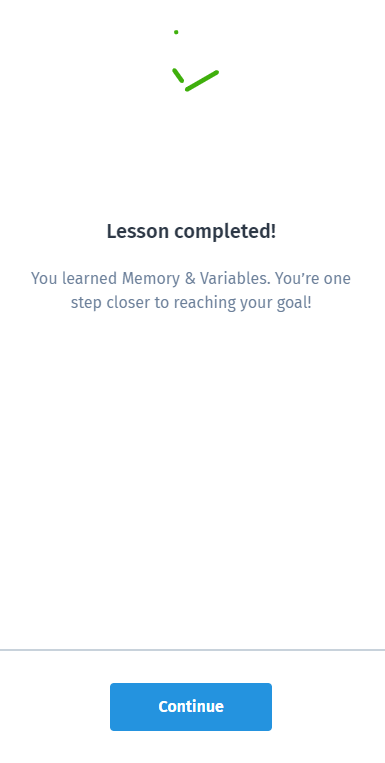 Lesson completed!
You learned Memory & Variables. You’re one
step closer to reaching your goal!
Continue